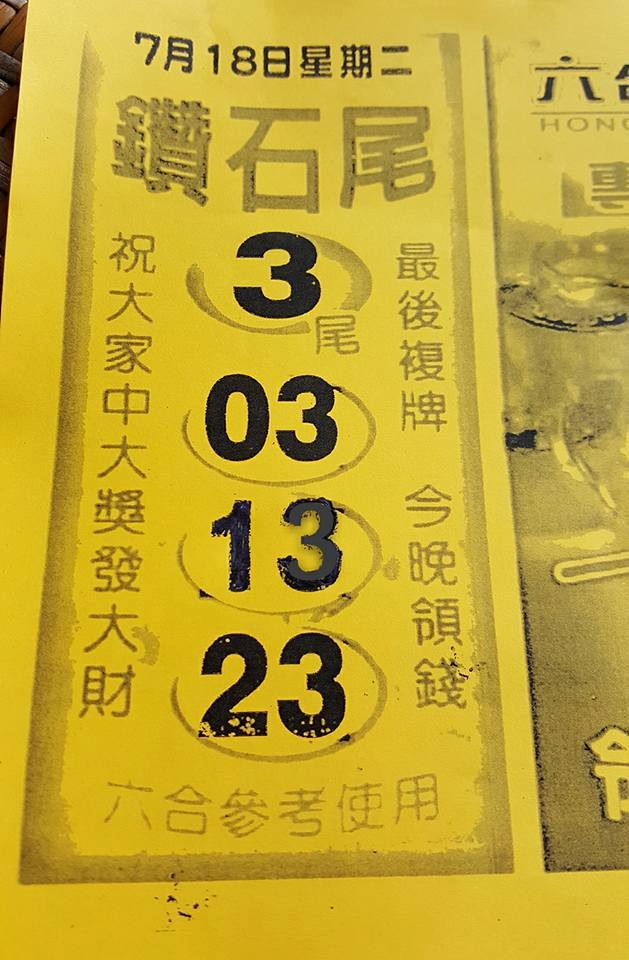 7月18日星期二
鑽石尾
最後複牌 今晚領錢
3尾
03
13
23
祝大家中大獎發大財
六合參考使用
六合
HONG